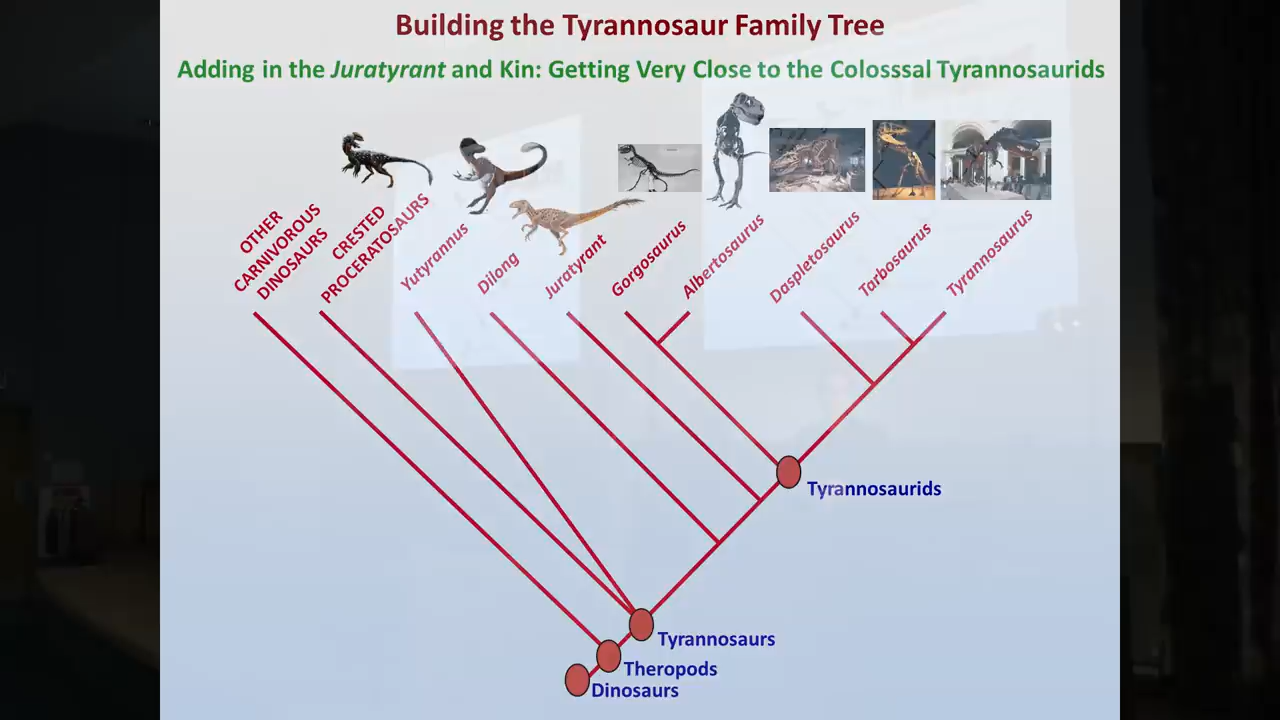 Building the Tyrannosaur Family Tree
Adding in the Juratyrant and Kin: Getting Very Close to the Colosssal Tyrannosaurids
OTHER
CARNIVOROUS
DINOSAURS
CRESTED
PROCERATOSAURS
Yutyrannus
Dilong
Juratyrant
Gorgosaurus
Albertosaurus
Daspletosaurus
Tarbosaurus
Tyrannosaurus
Tyrannosaurids
Tyrannosaurs
Theropods
Dinosaurs